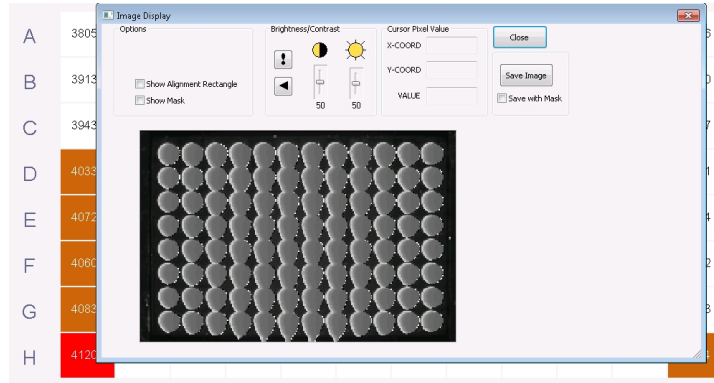 Image Display
Options
Brightness/Contrast
Cursor Pixel Value
Close
X-COORD
Y-COORD
VALUE
Show Alignment Rectangle
Show Mask
50
50
Save Image
Save with Mask
A
3805
B
3913
C
3943
D
4033
E
4072
F
4060
G
4083
H
4120